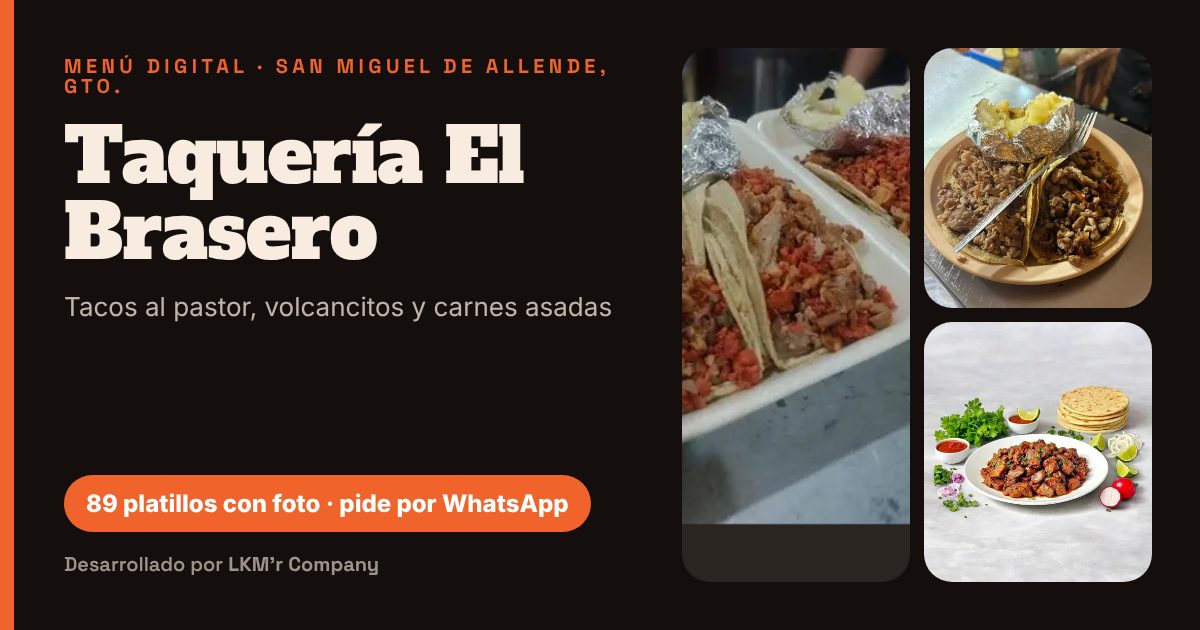 MENÚ DIGITAL · SAN MIGUEL DE ALLENDE,
GTO.
Taquería El
Brasero
Tacos al pastor, volcancitos y carnes asadas
89 platillos con foto · pide por WhatsApp
Desarrollado por LKM’r Company